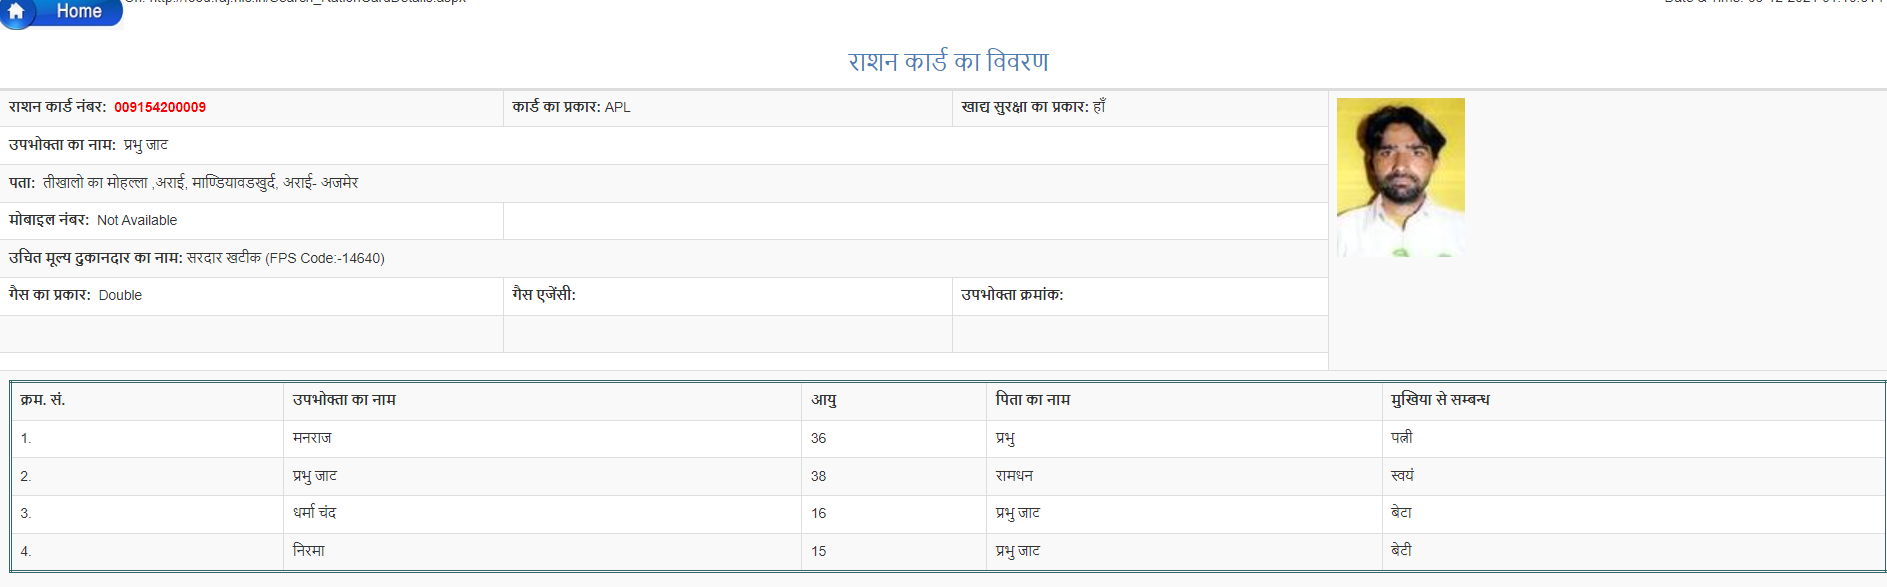 Home
राशन कार्ड का विवरण
राशन कार्ड नंबर: 009154200009 कार्ड का प्रकार: APL खाद्य सुरक्षा का प्रकार: हाँ
उपभोक्ता का नाम: प्रभु जाट
पता: तीखालो का मोहल्ला ,अराई, माण्डियावडखुर्द, अराई- अजमेर
मोबाइल नंबर: Not Available
उचित मूल्य दुकानदार का नाम: सरदार खटीक (FPS Code:-14640)
गैस का प्रकार: Double गैस एजेंसी: उपभोक्ता क्रमांक:
क्रम. सं. उपभोक्ता का नाम आयु पिता का नाम मुखिया से सम्बन्ध
1. मनराज 36 प्रभु पत्नी
2. प्रभु जाट 38 रामधन स्वयं
3. धर्मा चंद 16 प्रभु जाट बेटा
4. निरमा 15 प्रभु जाट बेटी